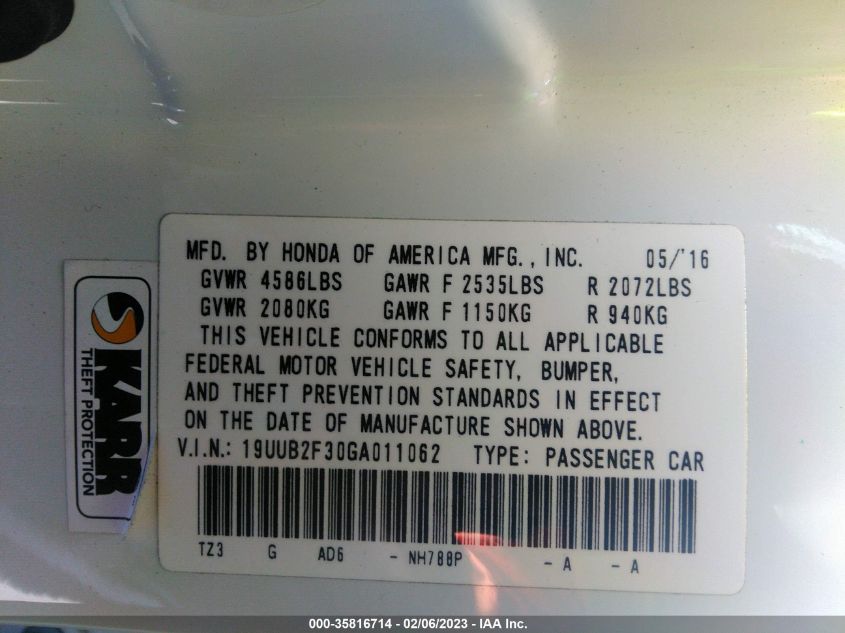 MFD. BY HONDA OF AMERICA MFG., INC. 05/'16
GVWR 4586LBS GAWR F 2535LBS R 2072LBS
GVWR 2080KG GAWR F 1150KG R 940KG
THIS VEHICLE CONFORMS TO ALL APPLICABLE
FEDERAL MOTOR VEHICLE SAFETY, BUMPER,
AND THEFT PREVENTION STANDARDS IN EFFECT
ON THE DATE OF MANUFACTURE SHOWN ABOVE.
V.I.N.: 19UUB2F30GA011062 TYPE: PASSENGER CAR
TZ3 G AD6 - NH788P - A - A
KARR
THEFT PROTECTION
000-35816714 - 02/06/2023 - IAA Inc.